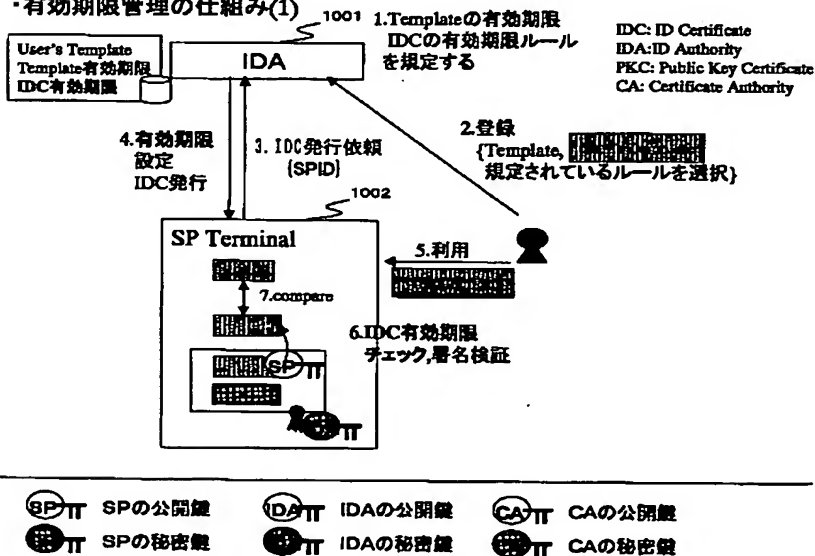 ・有効期限管理の仕組み(1)
1001
1.Templateの有効期限
IDCの有効期限ルール
を規定する
IDC: ID Certificate
IDA:ID Authority
PKC: Public Key Certificate
CA: Certificate Authority
User's Template
Template有効期限
IDC有効期限
IDA
4.有効期限
設定
IDC発行
3. IDC発行依頼
{SPID}
2.登録
{Template,
規定されているルールを選択}
1002
SP Terminal
5.利用
7.compare
6.IDC有効期限
チェック,署名検証
SP
SP SPの公開鍵
IDA IDAの公開鍵
CA CAの公開鍵
SPの秘密鍵
IDAの秘密鍵
CAの秘密鍵